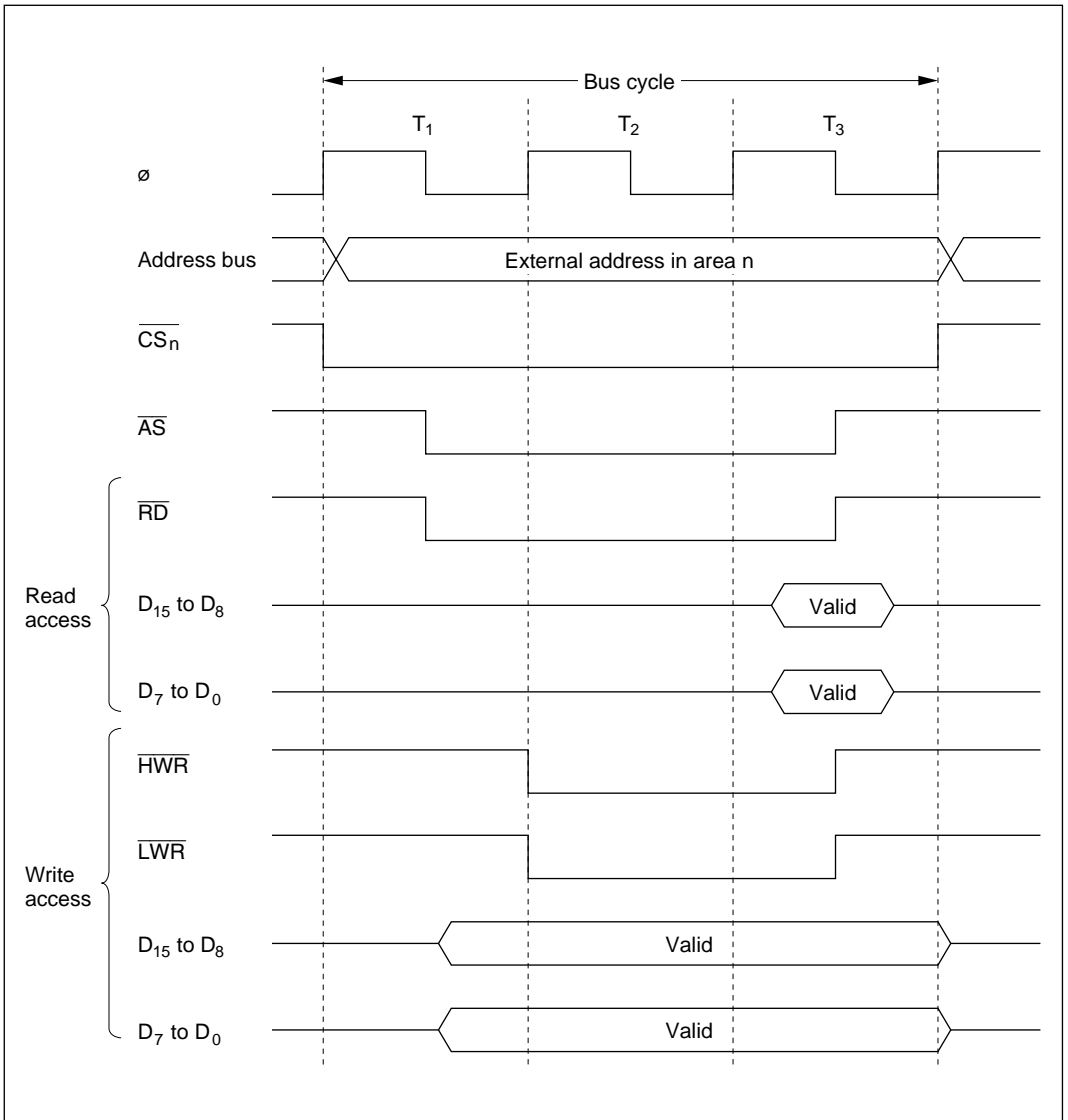 Bus cycle
T1 T2 T3
ø
Address bus External address in area n
CSn
AS
RD
Read access
D15 to D8 Valid
D7 to D0 Valid
HWR
LWR
Write access
D15 to D8 Valid
D7 to D0 Valid